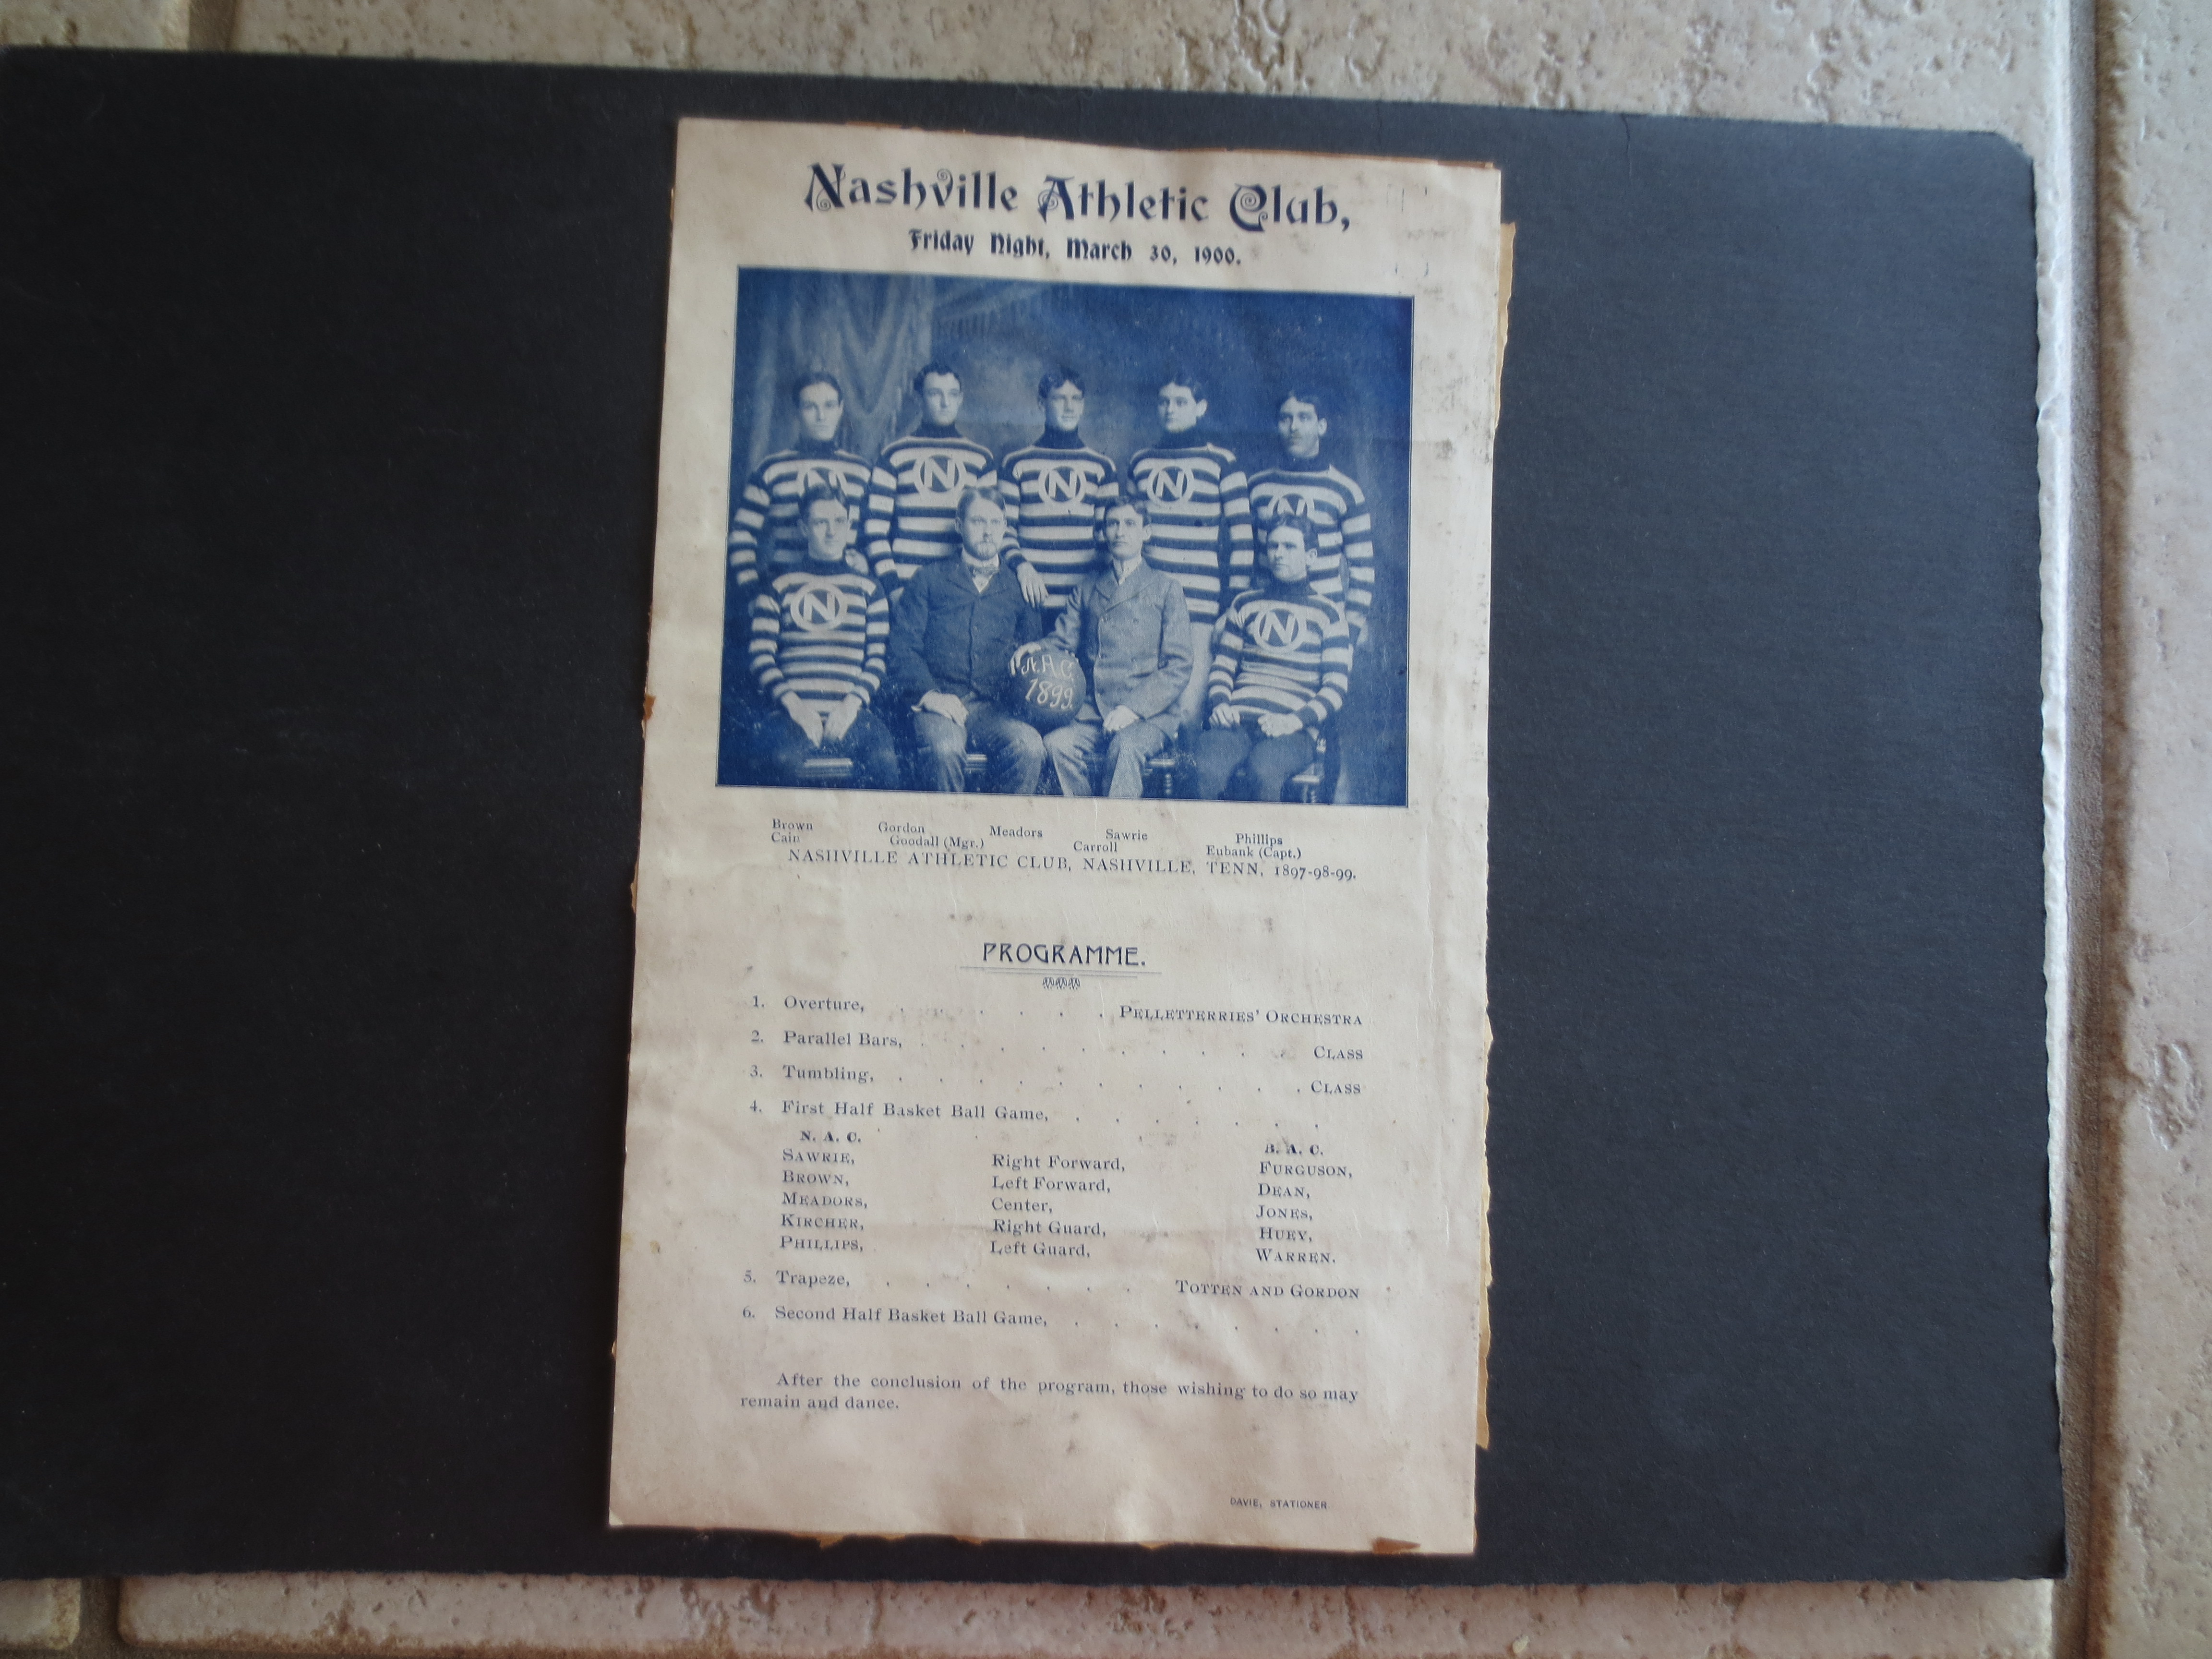 Nashville Athletic Club,
Friday Night, March 30, 1900.
N N N N N
N N
N.A.C.
1899.
Brown Gordon Meadors Sawrie Phillips
Cain Goodall (Mgr.) Carroll Eubank (Capt.)
NASHVILLE ATHLETIC CLUB, NASHVILLE, TENN, 1897-98-99.
PROGRAMME.
1. Overture, . . . . . . PELLETTERRIES' ORCHESTRA
2. Parallel Bars, . . . . . . . . . . CLASS
3. Tumbling, . . . . . . . . . . . CLASS
4. First Half Basket Ball Game, . . . . . . .
N. A. C. B. A. C.
SAWRIE, Right Forward, FURGUSON,
BROWN, Left Forward, DEAN,
MEADORS, Center, JONES,
KIRCHER, Right Guard, HUEY,
PHILLIPS, Left Guard, WARREN.
5. Trapeze, . . . . . . . TOTTEN AND GORDON
6. Second Half Basket Ball Game, . . . . . . . .
After the conclusion of the program, those wishing to do so may
remain and dance.
DAVIE, STATIONER